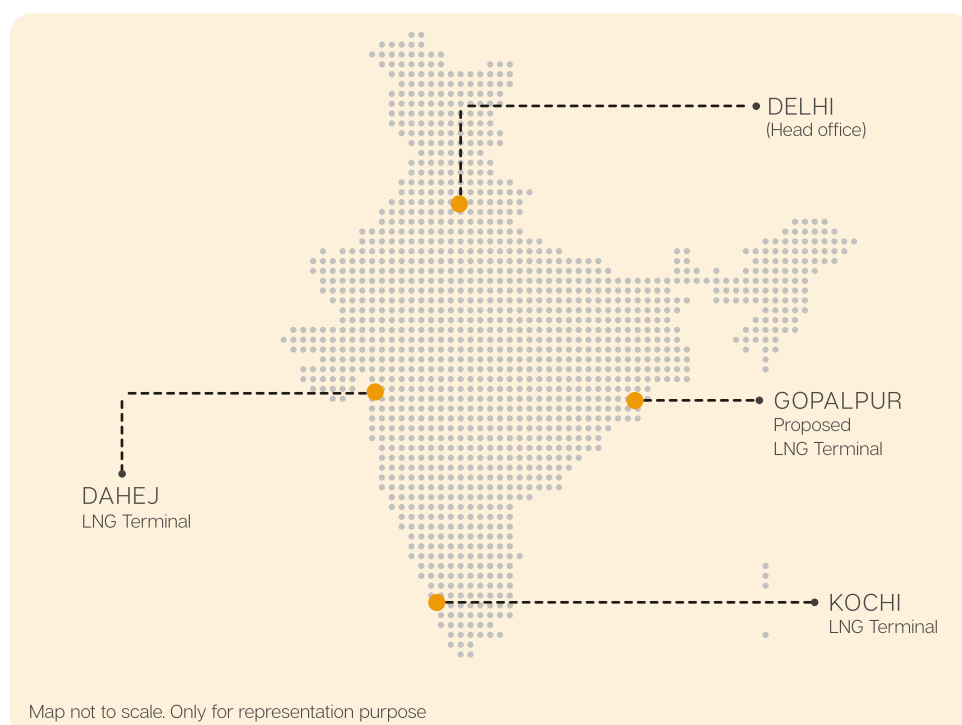 DELHI
(Head office)
GOPALPUR
Proposed
LNG Terminal
DAHEJ
LNG Terminal
KOCHI
LNG Terminal
Map not to scale. Only for representation purpose